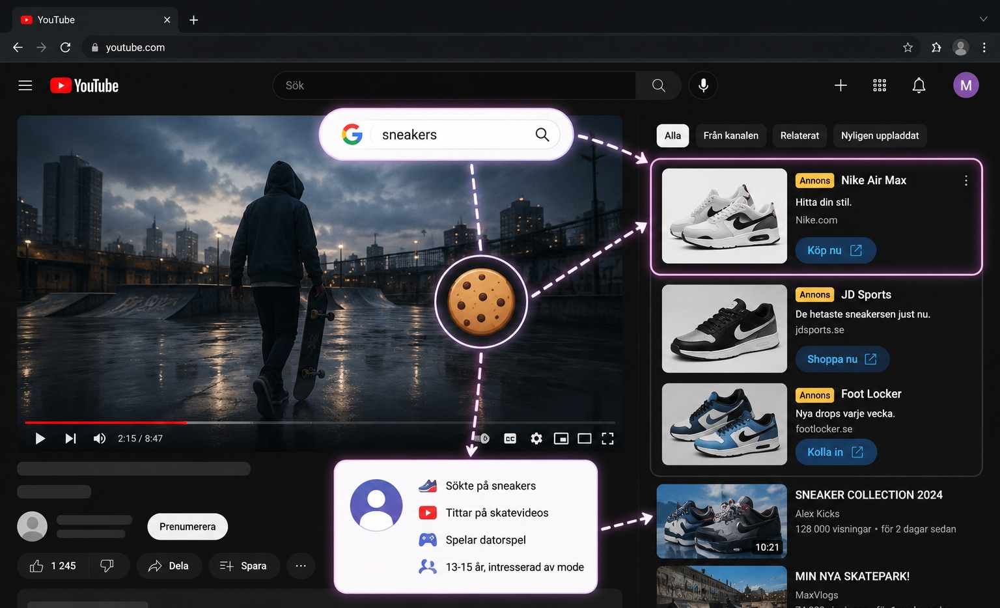 YouTube
youtube.com
YouTube
Sök
M
sneakers
Alla
Från kanalen
Relaterat
Nyligen uppladdat
Annons Nike Air Max
Hitta din stil.
Nike.com
Köp nu
Annons JD Sports
De hetaste sneakersen just nu.
jdsports.se
Shoppa nu
Annons Foot Locker
Nya drops varje vecka.
footlocker.se
Kolla in
2:15 / 8:47
CC
Sökte på sneakers
Tittar på skatevideos
Spelar datorspel
13-15 år, intresserad av mode
Prenumerera
1 245
Dela
Spara
SNEAKER COLLECTION 2024
Alex Kicks
128 000 visningar • för 2 dagar sedan
10:21
MIN NYA SKATEPARK!
MaxVlogs